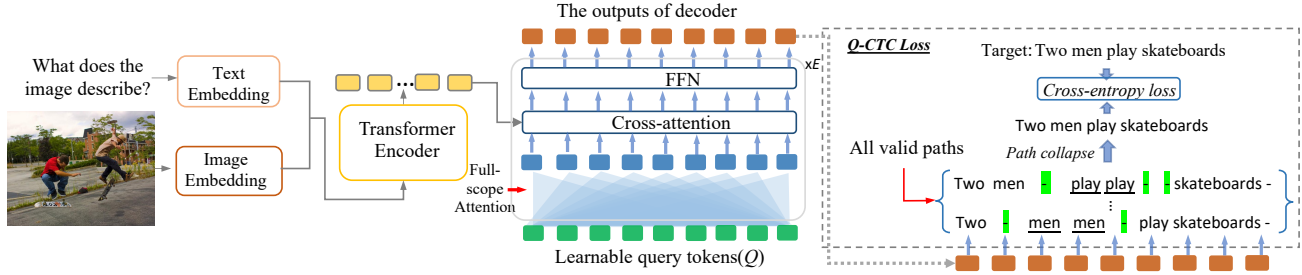 The outputs of decoder
What does the
image describe?
Text
Embedding
Image
Embedding
...
Transformer
Encoder
FFN
Cross-attention
xE
Full-
scope
Attention
Learnable query tokens(Q)
Q-CTC Loss
Target: Two men play skateboards
Cross-entropy loss
Two men play skateboards
Path collapse
All valid paths
Two men - play play - - skateboards -
...
Two - men men - play skateboards -